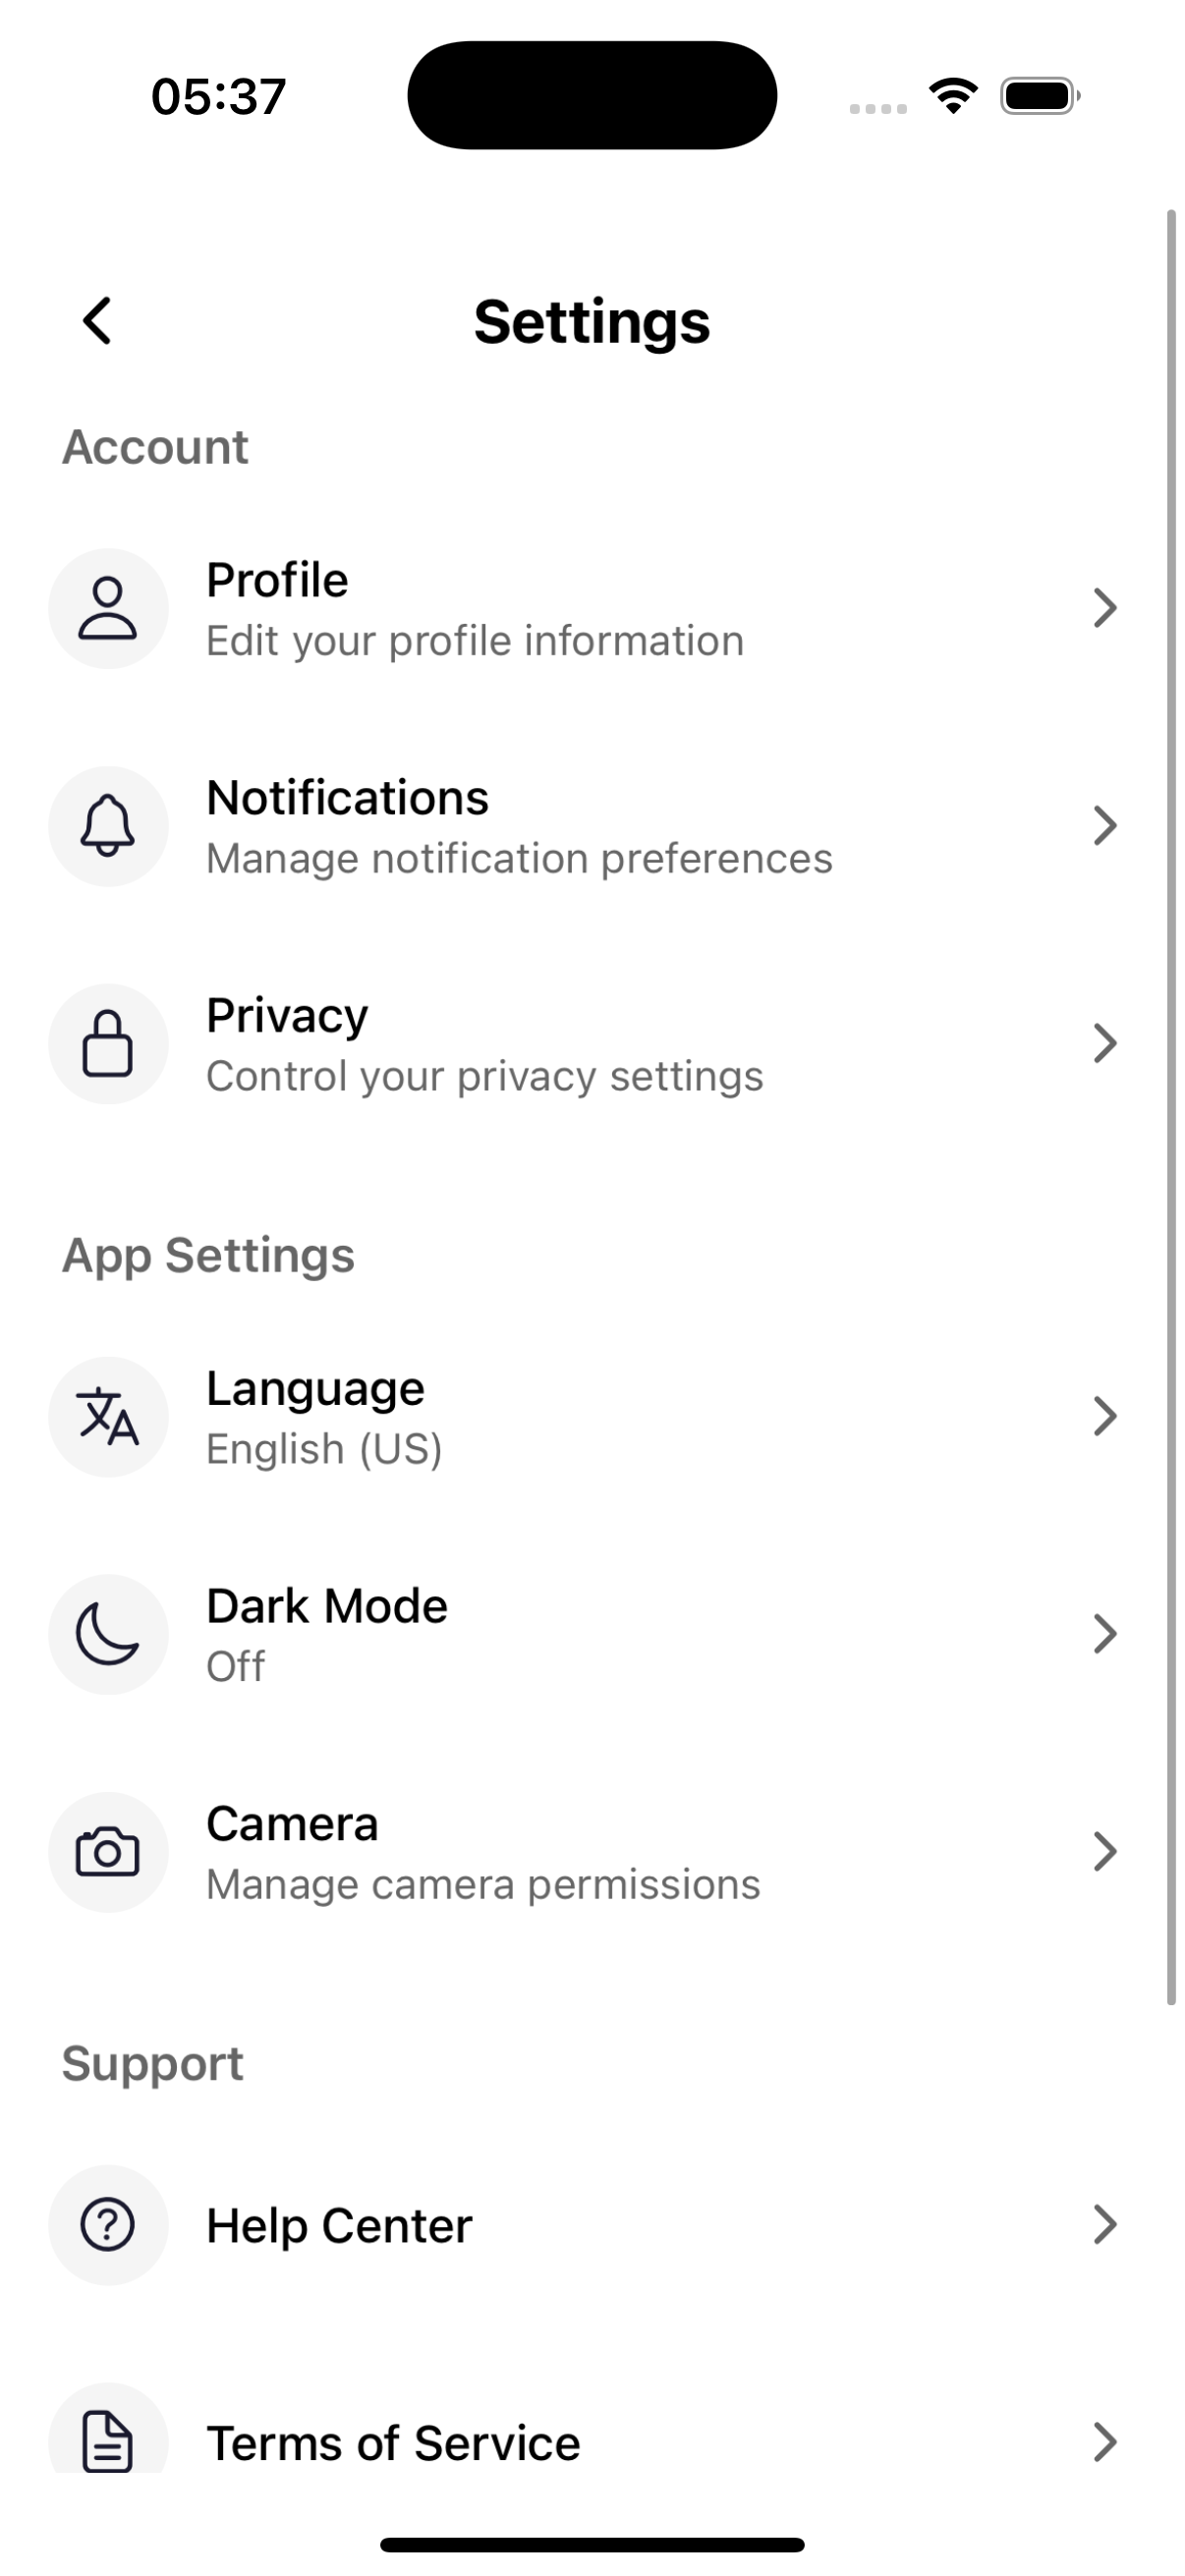 05:37
Settings
Account
Profile
Edit your profile information
Notifications
Manage notification preferences
Privacy
Control your privacy settings
App Settings
Language
English (US)
Dark Mode
Off
Camera
Manage camera permissions
Support
Help Center
Terms of Service